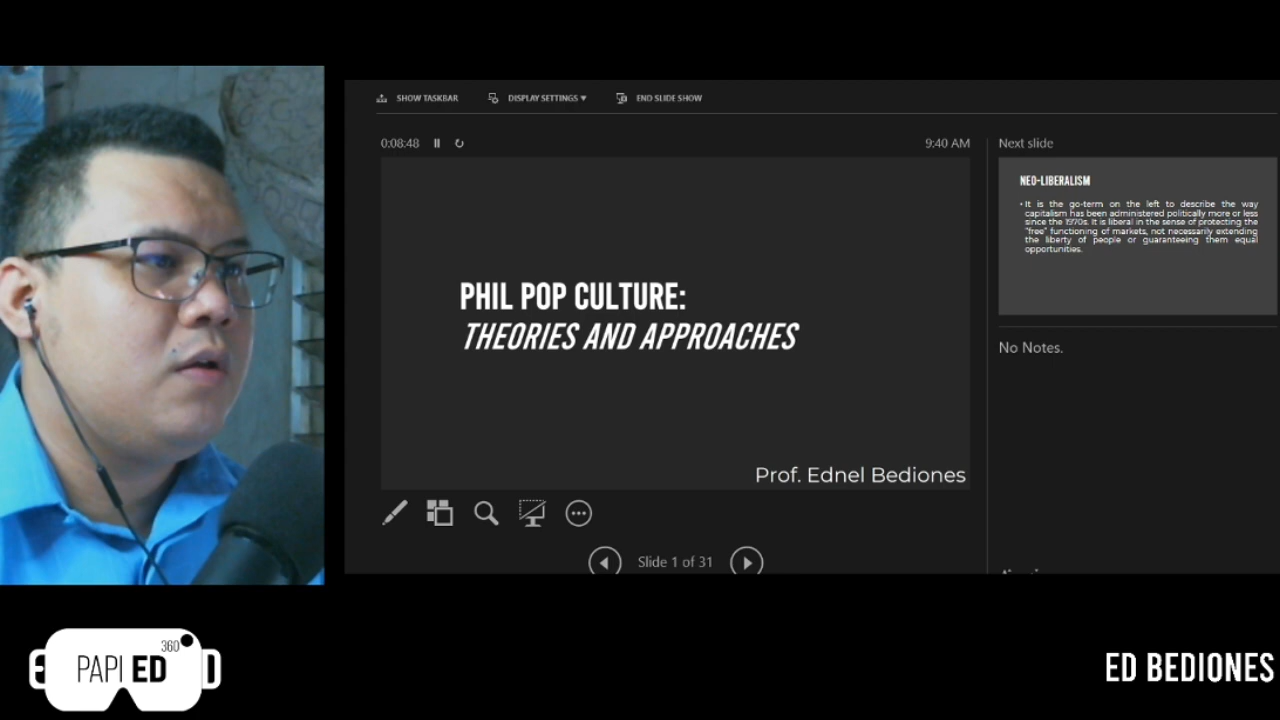 SHOW TASKBAR
DISPLAY SETTINGS ▾
END SLIDE SHOW
0:08:48
9:40 AM
PHIL POP CULTURE:
THEORIES AND APPROACHES
Prof. Ednel Bediones
Slide 1 of 31
Next slide
NEO-LIBERALISM
• It is the go-term on the left to describe the way
capitalism has been administered politically more or less
since the 1970s. It is liberal in the sense of protecting the
"free" functioning of markets, not necessarily extending
the liberty of people or guaranteeing them equal
opportunities.
No Notes.
360
PAPI ED
ED BEDIONES